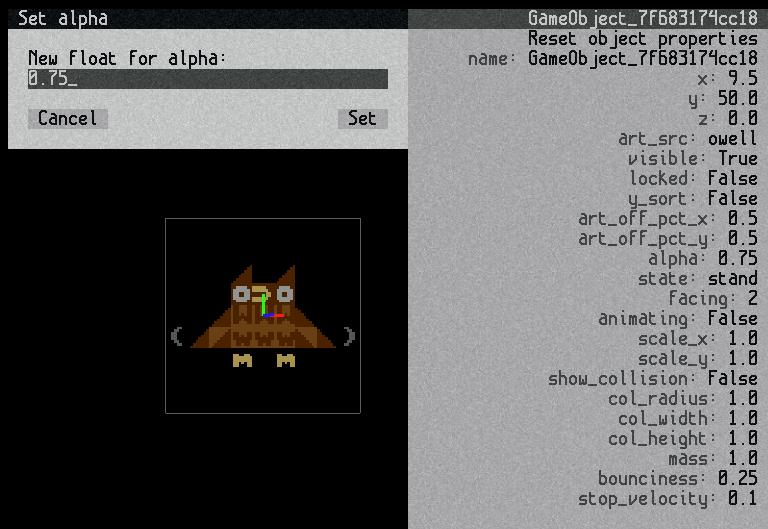 Set alpha
New float for alpha:
0.75_
Cancel
Set
GameObject_7f683174cc18
Reset object properties
name: GameObject_7f683174cc18
x: 9.5
y: 50.0
z: 0.0
art_src: owell
visible: True
locked: False
y_sort: False
art_off_pct_x: 0.5
art_off_pct_y: 0.5
alpha: 0.75
state: stand
facing: 2
animating: False
scale_x: 1.0
scale_y: 1.0
show_collision: False
col_radius: 1.0
col_width: 1.0
col_height: 1.0
mass: 1.0
bounciness: 0.25
stop_velocity: 0.1